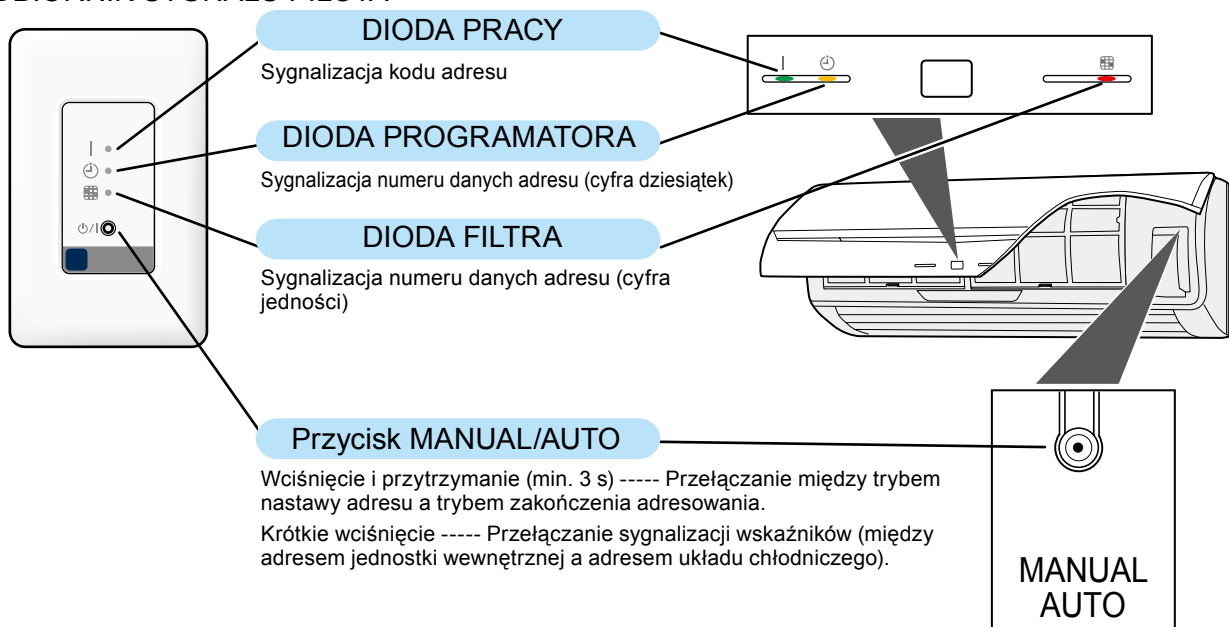 DIODA PRACY
Sygnalizacja kodu adresu
DIODA PROGRAMATORA
Sygnalizacja numeru danych adresu (cyfra dziesiątek)
DIODA FILTRA
Sygnalizacja numeru danych adresu (cyfra
jedności)
Przycisk MANUAL/AUTO
Wciśnięcie i przytrzymanie (min. 3 s) ----- Przełączanie między trybem
nastawy adresu a trybem zakończenia adresowania.
Krótkie wciśnięcie ----- Przełączanie sygnalizacji wskaźników (między
adresem jednostki wewnętrznej a adresem układu chłodniczego).
MANUAL
AUTO